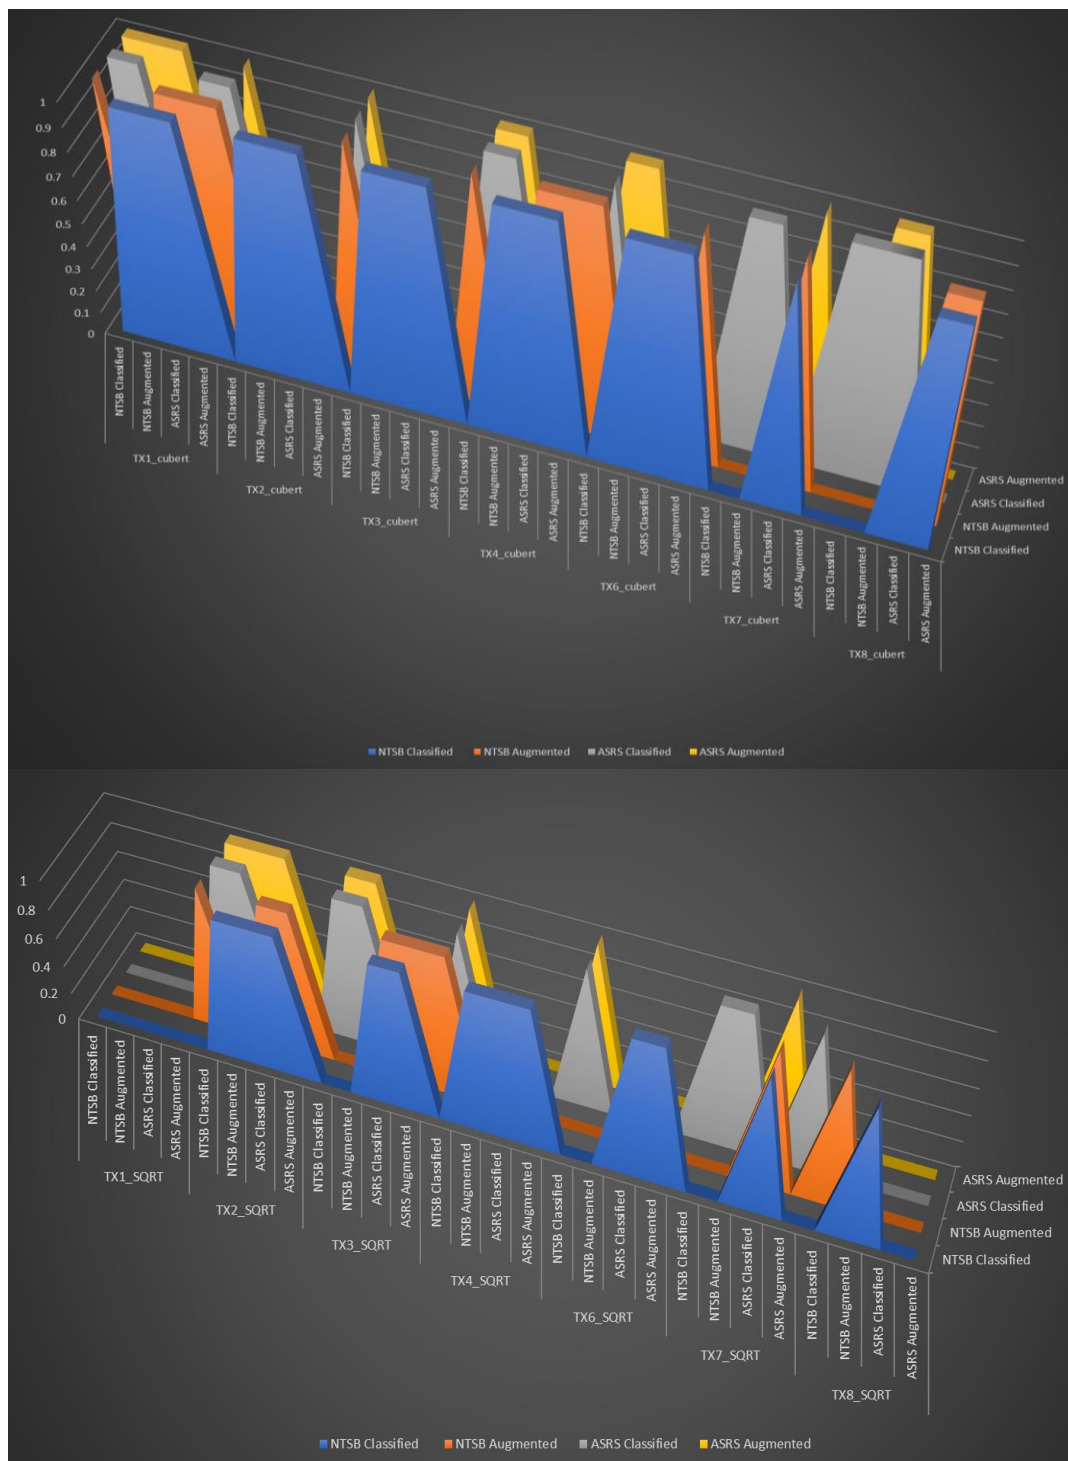 1
0.9
0.8
0.7
0.6
0.5
0.4
0.3
0.2
0.1
0
NTSB Classified
NTSB Augmented
ASRS Classified
ASRS Augmented
NTSB Classified
NTSB Augmented
ASRS Classified
ASRS Augmented
NTSB Classified
NTSB Augmented
ASRS Classified
ASRS Augmented
NTSB Classified
NTSB Augmented
ASRS Classified
ASRS Augmented
NTSB Classified
NTSB Augmented
ASRS Classified
ASRS Augmented
NTSB Classified
NTSB Augmented
ASRS Classified
ASRS Augmented
NTSB Classified
NTSB Augmented
ASRS Classified
ASRS Augmented
TX1_cubert
TX2_cubert
TX3_cubert
TX4_cubert
TX6_cubert
TX7_cubert
TX8_cubert
ASRS Augmented
ASRS Classified
NTSB Augmented
NTSB Classified
NTSB Classified NTSB Augmented ASRS Classified ASRS Augmented
1
0.8
0.6
0.4
0.2
0
NTSB Classified
NTSB Augmented
ASRS Classified
ASRS Augmented
NTSB Classified
NTSB Augmented
ASRS Classified
ASRS Augmented
NTSB Classified
NTSB Augmented
ASRS Classified
ASRS Augmented
NTSB Classified
NTSB Augmented
ASRS Classified
ASRS Augmented
NTSB Classified
NTSB Augmented
ASRS Classified
ASRS Augmented
NTSB Classified
NTSB Augmented
ASRS Classified
ASRS Augmented
NTSB Classified
NTSB Augmented
ASRS Classified
ASRS Augmented
TX1_SQRT
TX2_SQRT
TX3_SQRT
TX4_SQRT
TX6_SQRT
TX7_SQRT
TX8_SQRT
ASRS Augmented
ASRS Classified
NTSB Augmented
NTSB Classified
NTSB Classified NTSB Augmented ASRS Classified ASRS Augmented